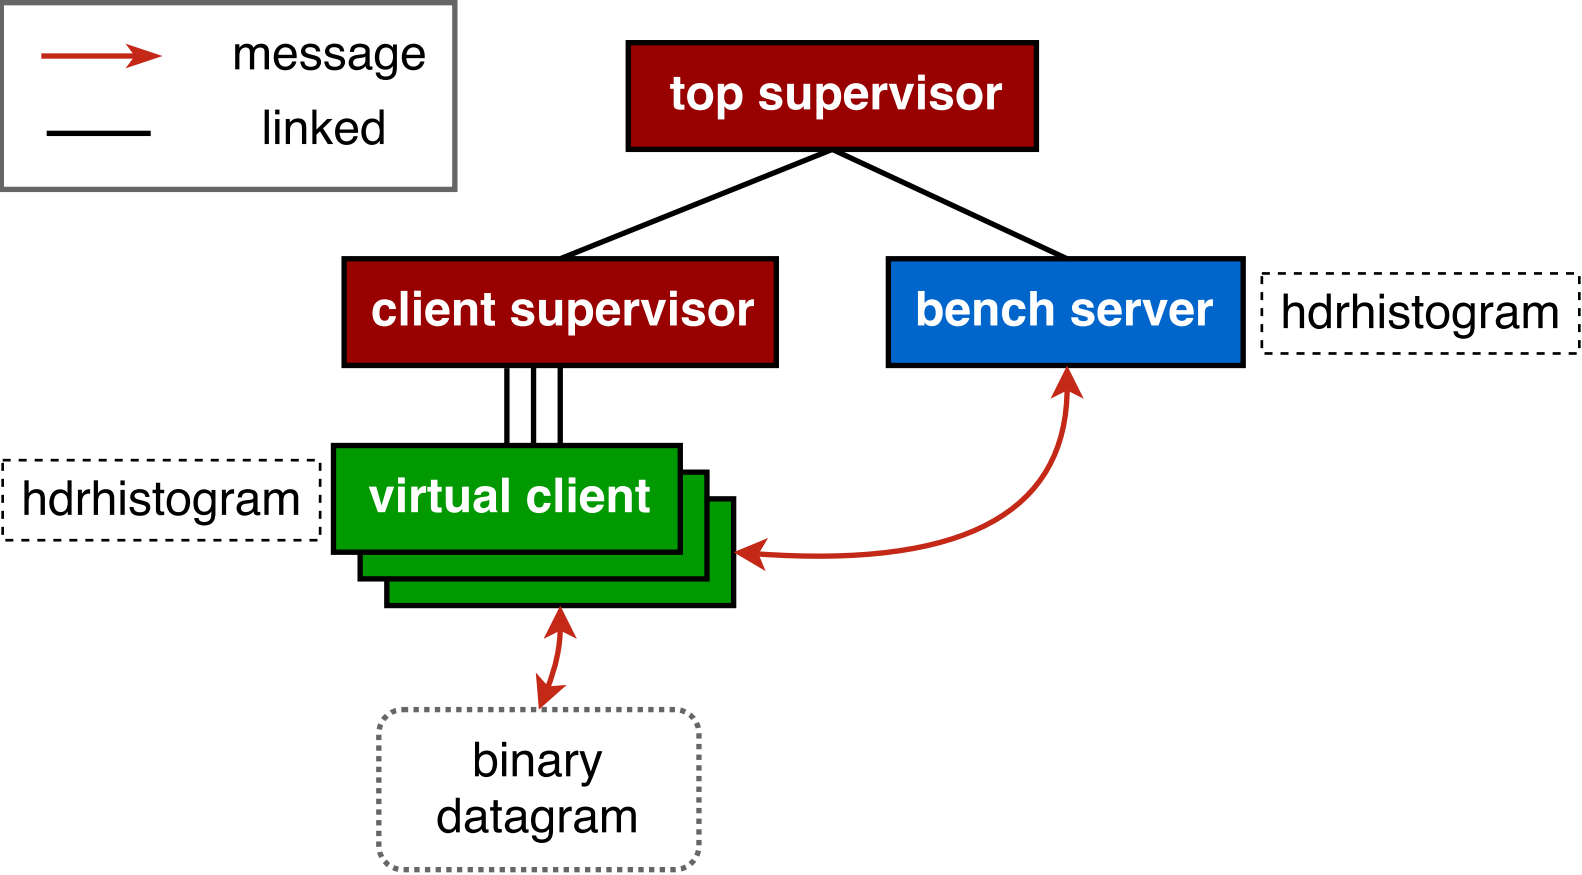 message
linked
top supervisor
client supervisor
bench server
hdrhistogram
hdrhistogram
virtual client
binary
datagram